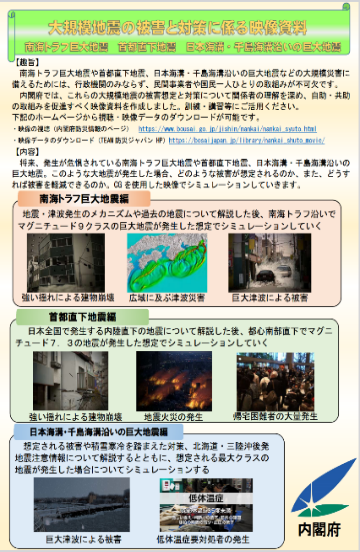 大規模地震の被害と対策に係る映像資料
南海トラフ巨大地震 首都直下地震 日本海溝・千島海溝沿いの巨大地震
【趣旨】
南海トラフ巨大地震や首都直下地震、日本海溝・千島海溝沿いの巨大地震などの大規模災害に
備えるためには、行政機関のみならず、民間事業者や国民一人ひとりの取組みが不可欠です。
内閣府では、これらの大規模地震の被害想定と対策について関係者の理解を深め、自助・共助
の取組みを促進すべく映像資料を作成しました。訓練・講習等にご活用ください。
下記のホームページから視聴・映像データのダウンロードが可能です。
・映像の視聴(内閣府防災情報のページ) https://www.bousai.go.jp/jishin/nankai/nankai_syuto.html
・映像データのダウンロード(TEAM防災ジャパンHP) https://bosaijapan.jp/library/nankai_shuto_movie/
【内容】
将来、発生が危惧されている南海トラフ巨大地震や首都直下地震、日本海溝・千島海溝沿いの
巨大地震。このような大地震が発生した場合、どのような被害が想定されるのか、また、どうす
れば被害を軽減できるのか。CGを使用した映像でシミュレーションしていきます。
南海トラフ巨大地震編
地震・津波発生のメカニズムや過去の地震について解説した後、南海トラフ沿いで
マグニチュード9クラスの巨大地震が発生した想定でシミュレーションしていく
強い揺れによる建物崩壊
広域に及ぶ津波災害
巨大津波による被害
首都直下地震編
日本全国で発生する内陸直下の地震について解説した後、都心南部直下でマグニ
チュード7.3の地震が発生した想定でシミュレーションしていく
強い揺れによる建物崩壊
地震火災の発生
帰宅困難者の大量発生
日本海溝・千島海溝沿いの巨大地震編
想定される被害や積雪寒冷を踏まえた対策、北海道・三陸沖後発
地震注意情報について解説するとともに、想定される最大クラスの
地震が発生した場合についてシミュレーションする
低体温症
巨大津波による被害
低体温症要対処者の発生
内閣府